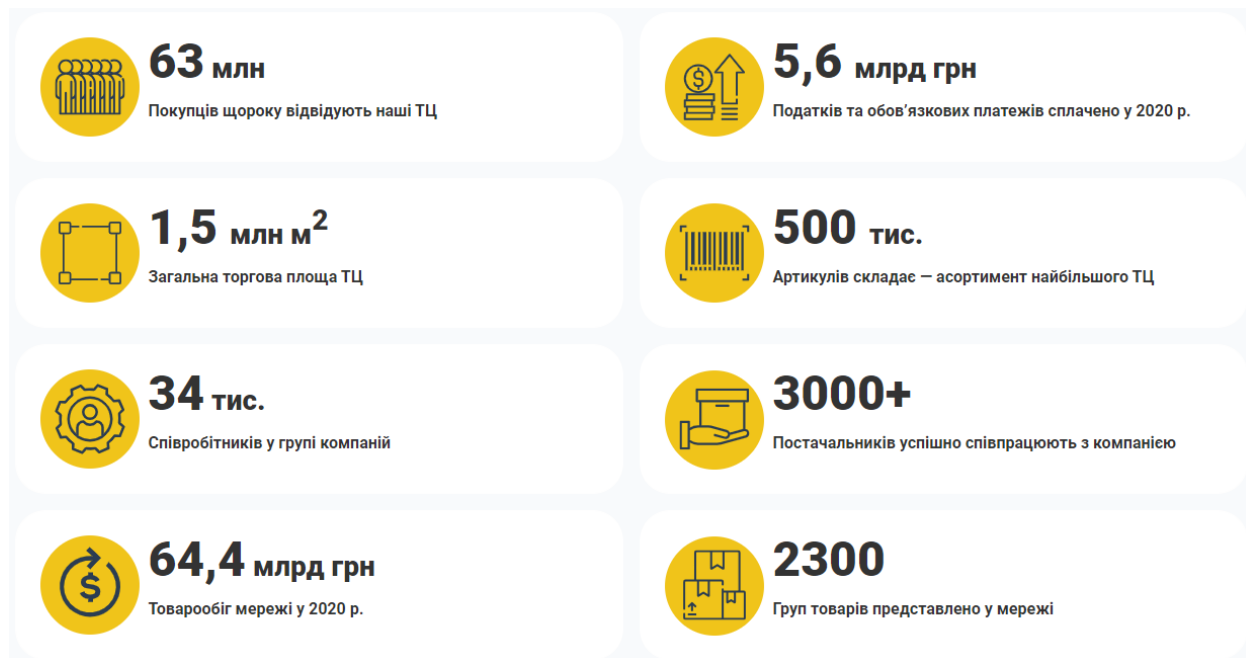 63 млн
Покупців щороку відвідують наші ТЦ
5,6 млрд грн
Податків та обов’язкових платежів сплачено у 2020 р.
1,5 млн м²
Загальна торгова площа ТЦ
500 тис.
Артикулів складає — асортимент найбільшого ТЦ
34 тис.
Співробітників у групі компаній
3000+
Постачальників успішно співпрацюють з компанією
64,4 млрд грн
Товарообіг мережі у 2020 р.
2300
Груп товарів представлено у мережі